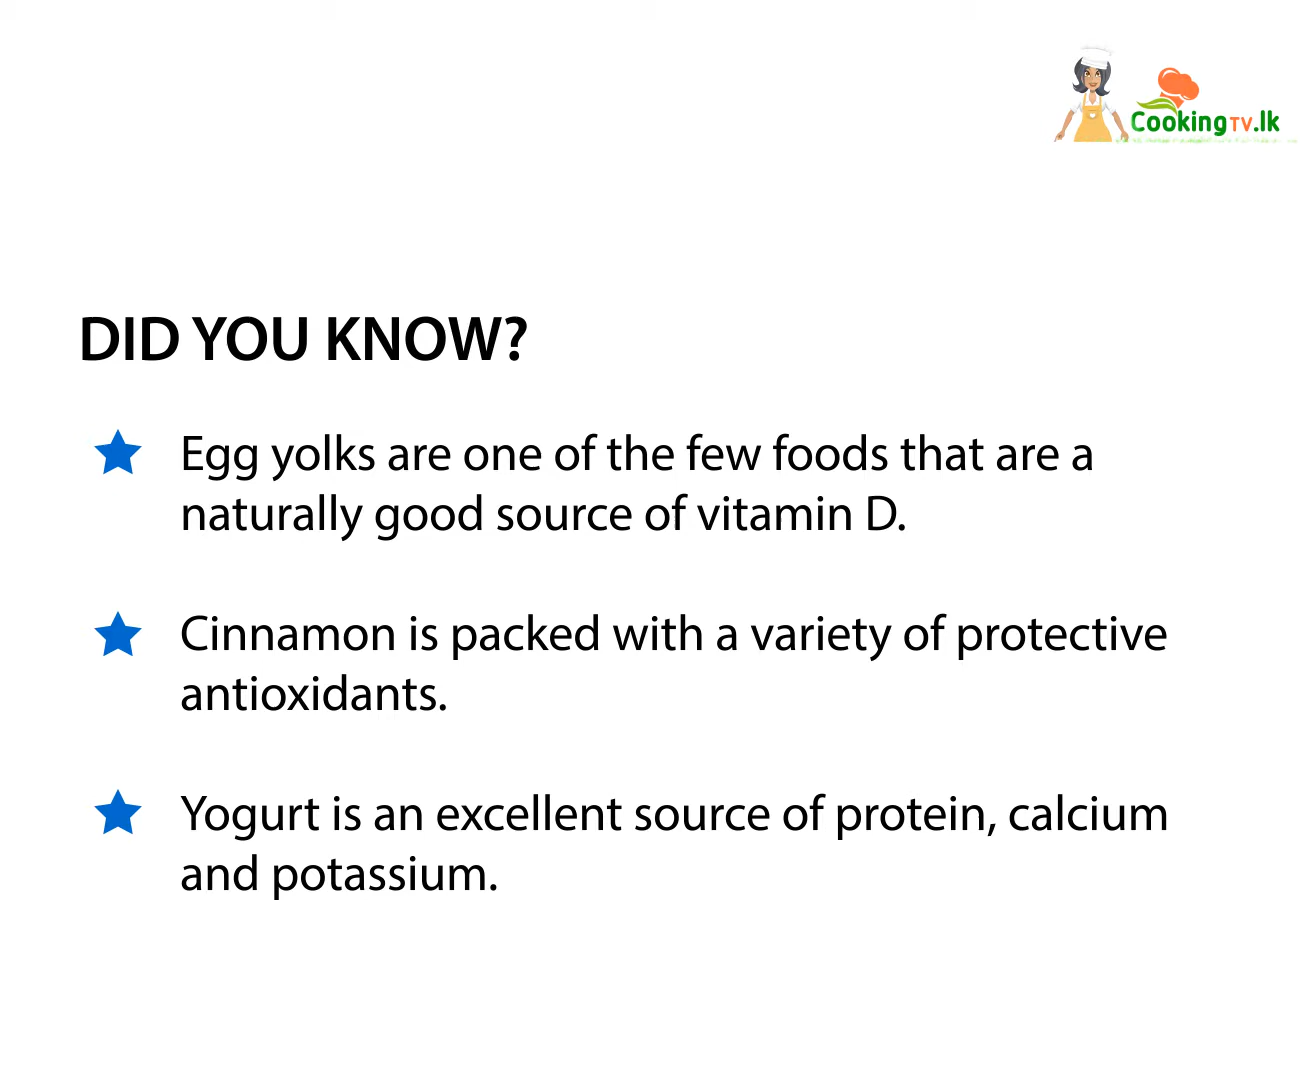 CookingTV.lk
DID YOU KNOW?
Egg yolks are one of the few foods that are a
naturally good source of vitamin D.
Cinnamon is packed with a variety of protective
antioxidants.
Yogurt is an excellent source of protein, calcium
and potassium.